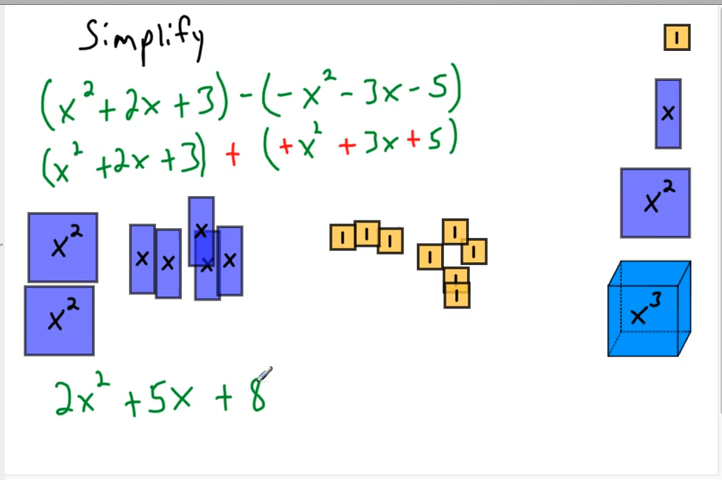 Simplify
(x²+2x+3)-(-x²-3x-5)
(x²+2x+3)+(+x²+3x+5)
x² x x x x x 1 1 1 1 1 1 1 1
x²
2x²+5x+8
1
x
x²
x³